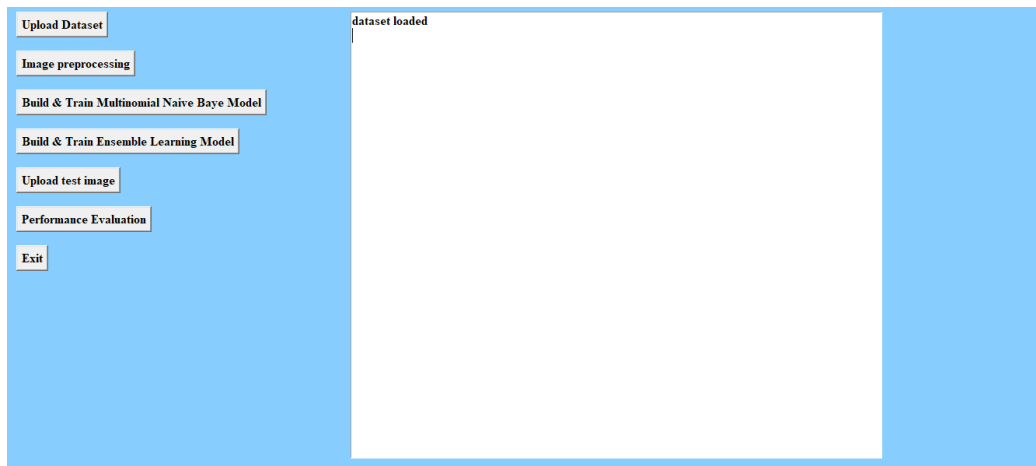 Upload Dataset
Image preprocessing
Build & Train Multinomial Naive Baye Model
Build & Train Ensemble Learning Model
Upload test image
Performance Evaluation
Exit
dataset loaded